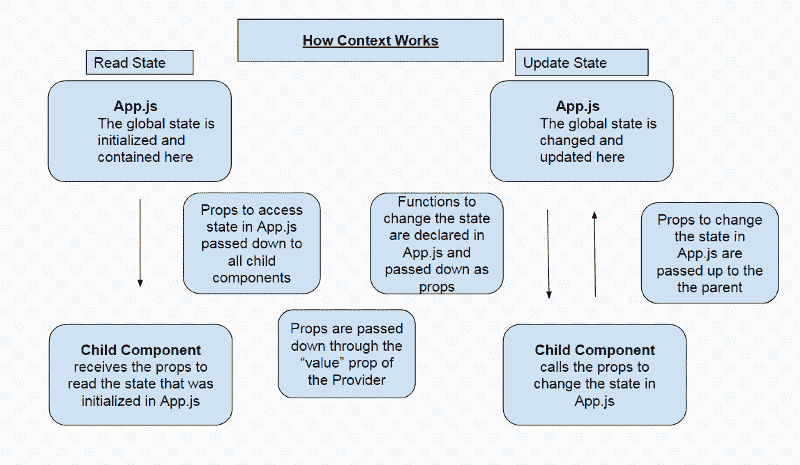 How Context Works
Read State
Update State
App.js
The global state is
initialized and
contained here
App.js
The global state is
changed and
updated here
Props to access
state in App.js
passed down to
all child
components
Functions to
change the state
are declared in
App.js and
passed down as
props
Props to change
the state in
App.js are
passed up to the
the parent
Props are passed
down through the
“value” prop of
the Provider
Child Component
receives the props to
read the state that was
initialized in App.js
Child Component
calls the props to
change the state in
App.js